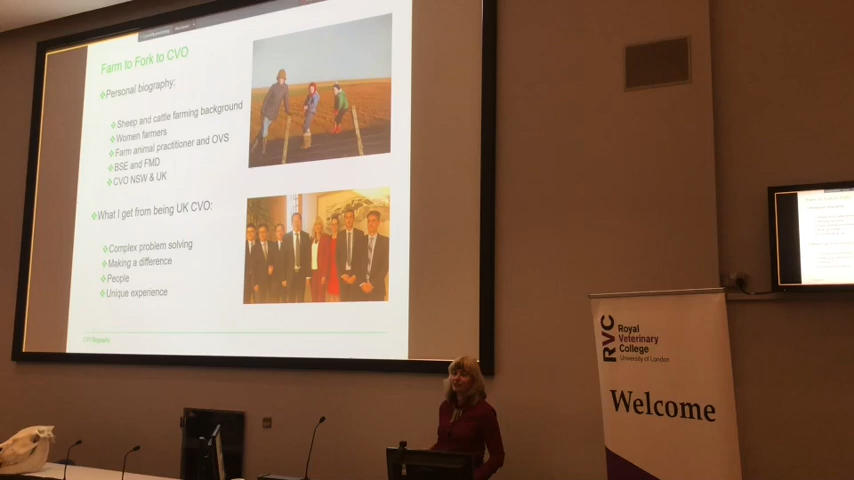 Farm to Fork to CVO
Personal biography:
Sheep and cattle farming background
Women farmers
Farm animal practitioner and OVS
BSE and FMD
CVO NSW & UK
What I get from being UK CVO:
Complex problem solving
Making a difference
People
Unique experience
RVC
Royal
Veterinary
College
University of London
Welcome